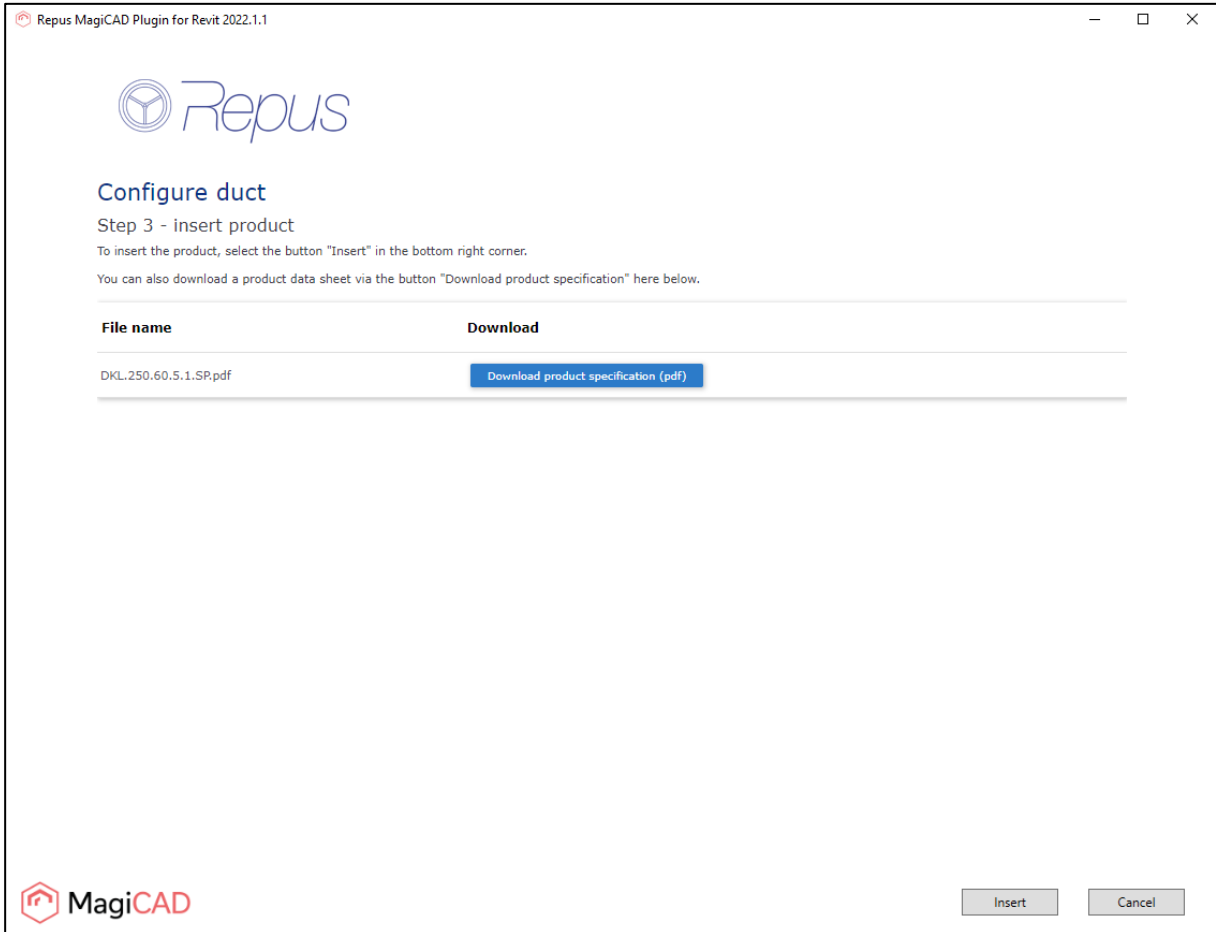 Repus MagiCAD Plugin for Revit 2022.1.1
Repus
Configure duct
Step 3 - insert product
To insert the product, select the button "Insert" in the bottom right corner.
You can also download a product data sheet via the button "Download product specification" here below.
File name Download
DKL.250.60.5.1.SP.pdf Download product specification (pdf)
MagiCAD Insert Cancel